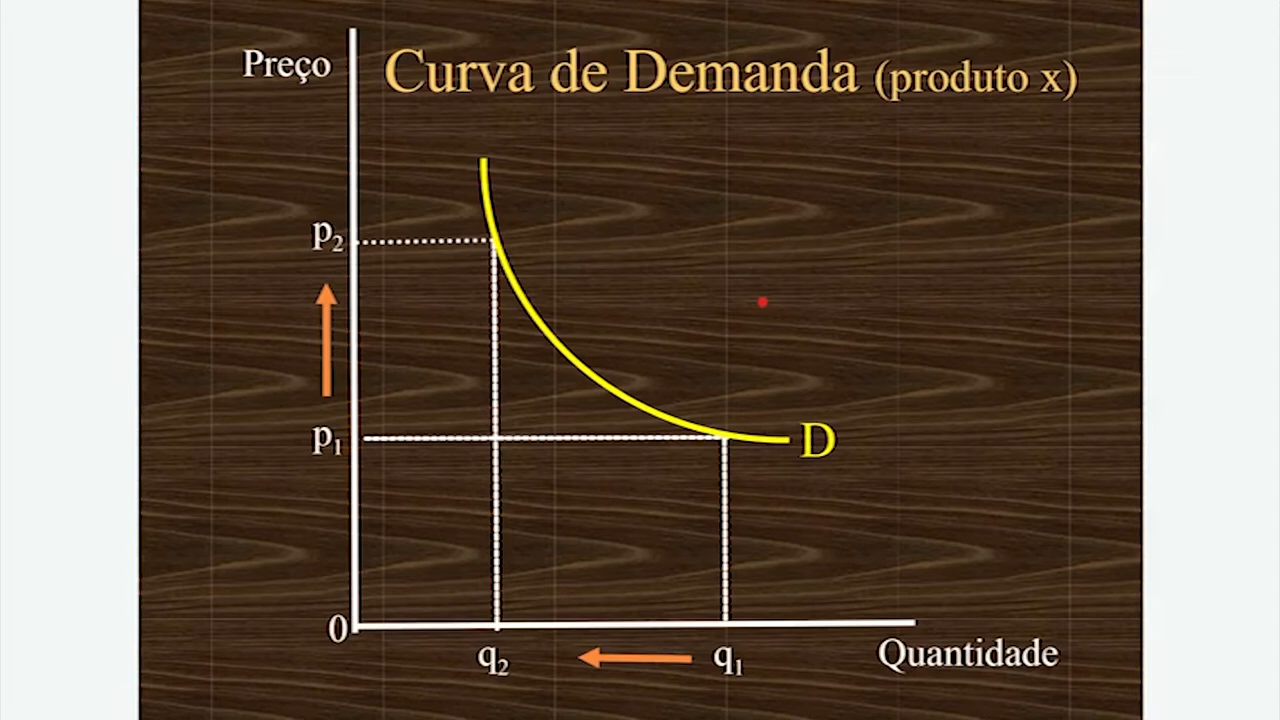 Curva de Demanda (produto x)
Preço
p₂
p₁
D
0
q₂
q₁
Quantidade